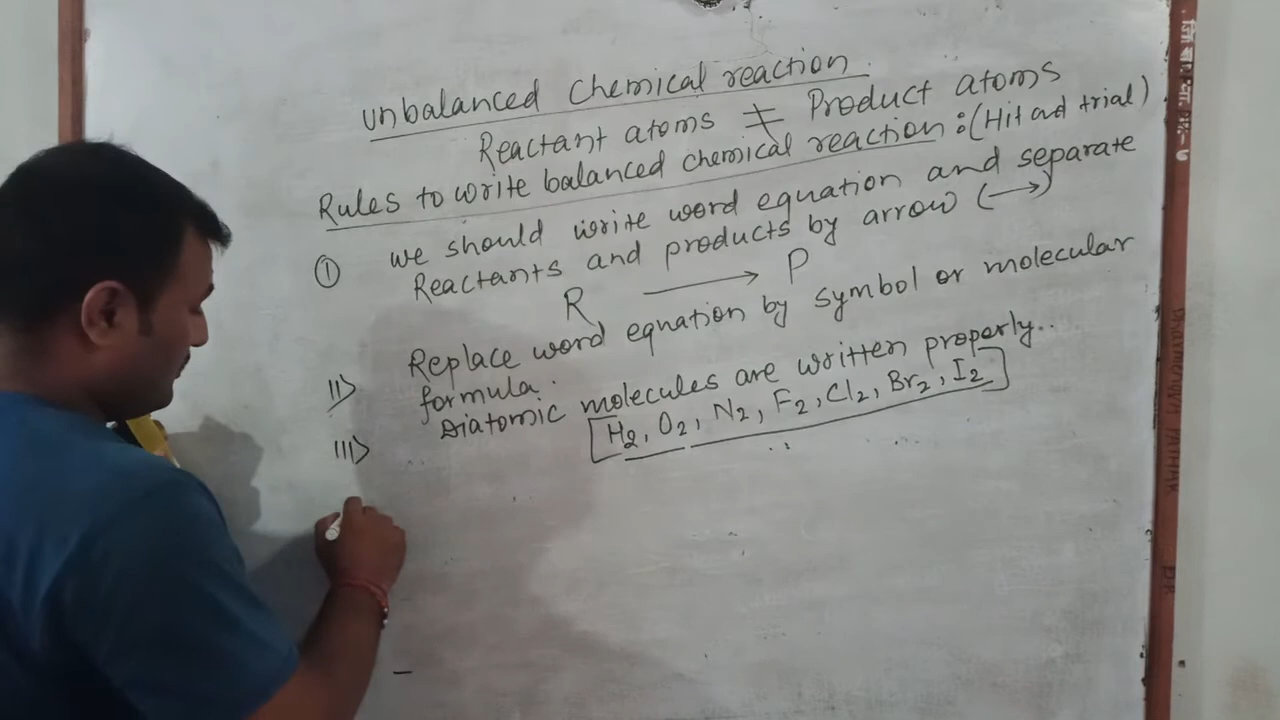 unbalanced Chemical reaction.
Reactant atoms ≠ Product atoms
Rules to write balanced chemical reaction:(Hit and trial)
① we should write word equation and separate
Reactants and products by arrow (→)
R → P
II) Replace word equation by symbol or molecular
formula.
III) Diatomic molecules are written properly..
[H₂, O₂, N₂, F₂, Cl₂, Br₂, I₂]